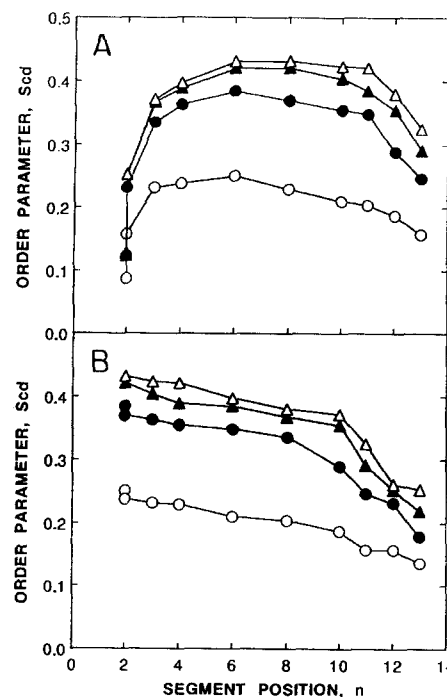 A
0.5
0.4
0.3
0.2
0.1
0.0
ORDER PARAMETER, Scd
B
0.4
0.3
0.2
0.1
0.0
ORDER PARAMETER, Scd
0 2 4 6 8 10 12 14
SEGMENT POSITION, n